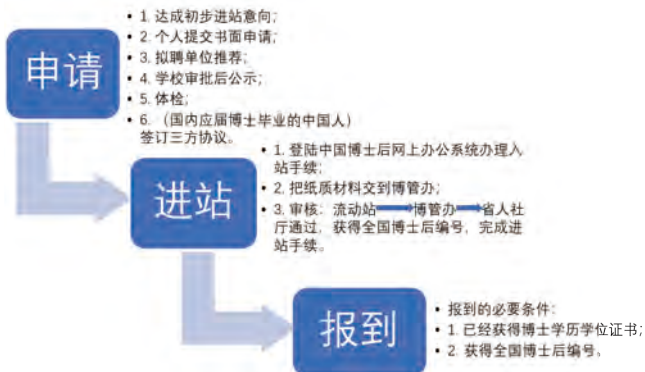 申请
• 1. 达成初步进站意向;
• 2. 个人提交书面申请;
• 3. 拟聘单位推荐;
• 4. 学校审批后公示;
• 5. 体检;
• 6. （国内应届博士毕业的中国人）
签订三方协议。
进站
• 1. 登陆中国博士后网上办公系统办理入
站手续;
• 2. 把纸质材料交到博管办;
• 3. 审核: 流动站 博管办 省人社
厅通过，获得全国博士后编号，完成进
站手续。
报到
• 报到的必要条件:
• 1. 已经获得博士学历学位证书;
• 2. 获得全国博士后编号。